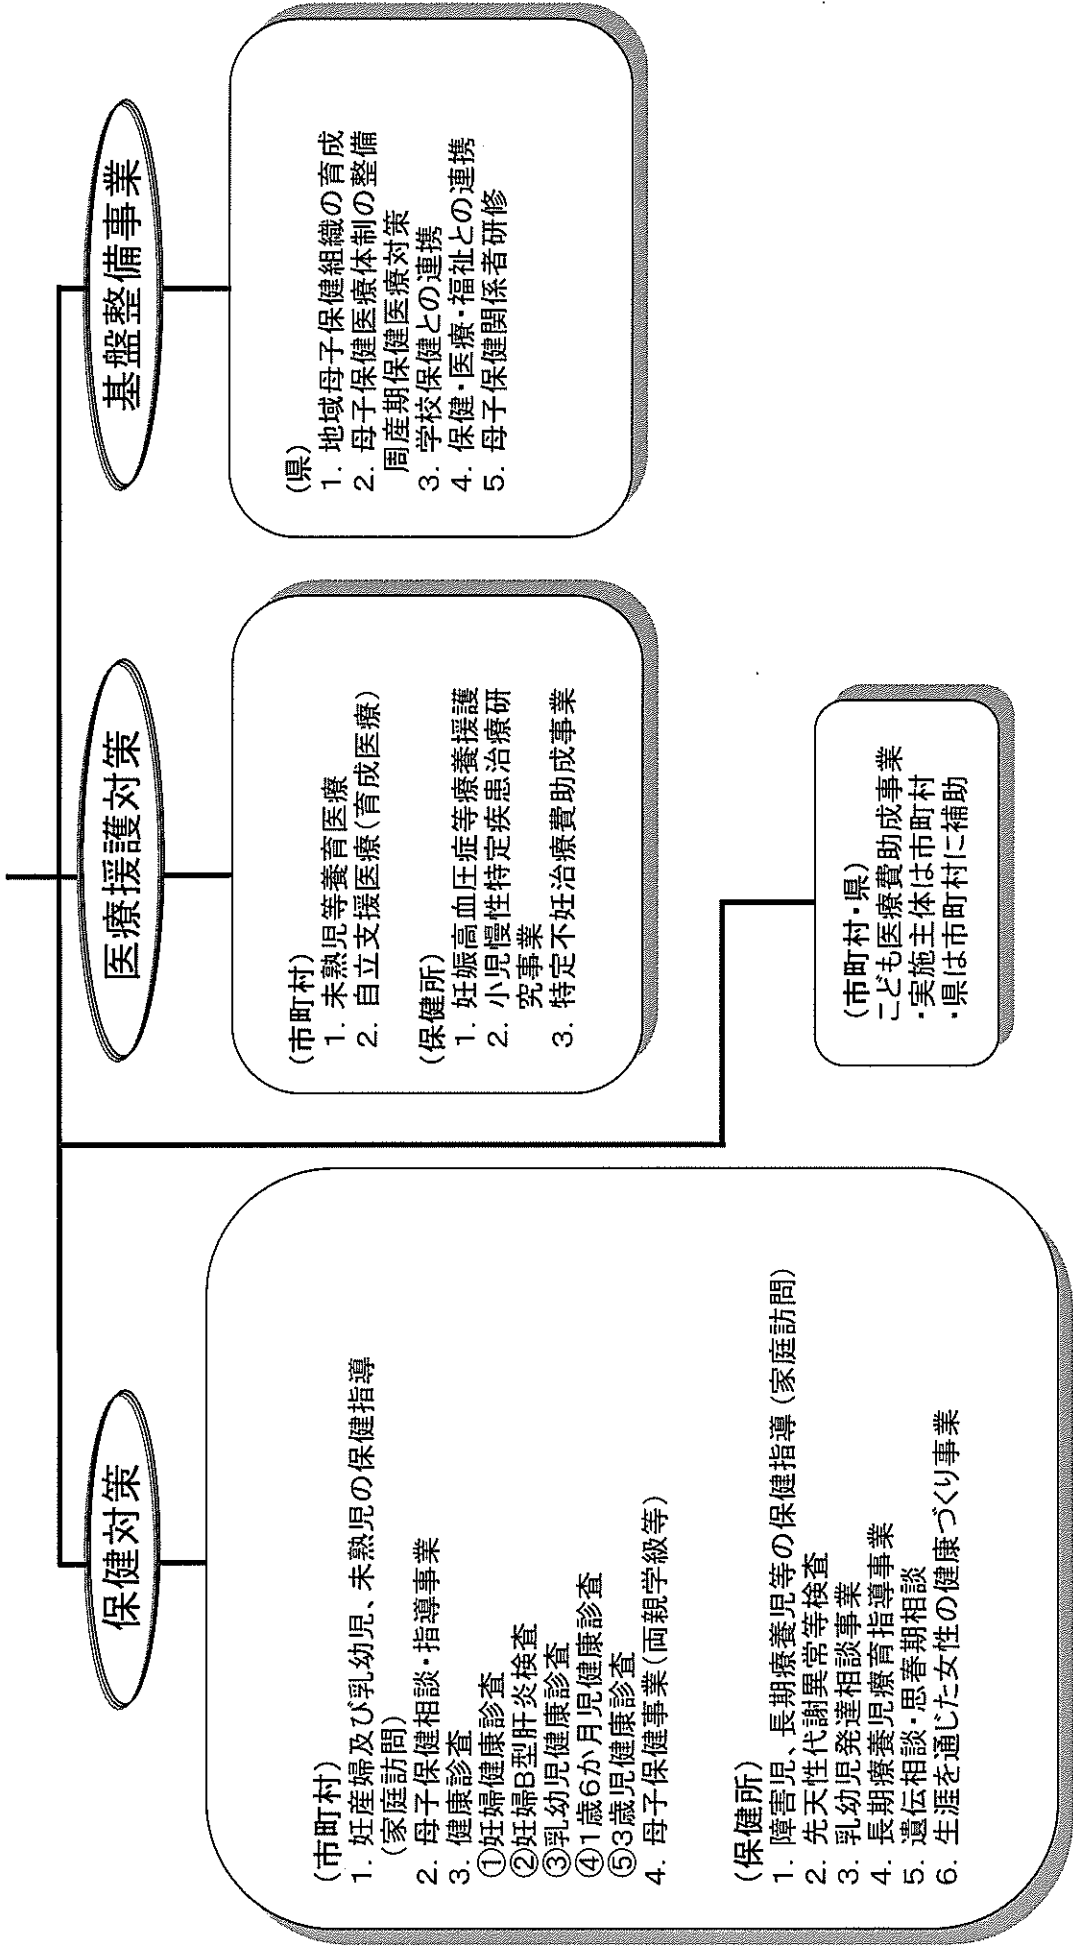 保健対策
(市町村)
1. 妊産婦及び乳幼児、未熟児の保健指導
(家庭訪問)
2. 母子保健相談・指導事業
3. 健康診査
①妊婦健康診査
②妊婦B型肝炎検査
③乳幼児健康診査
④1歳6か月児健康診査
⑤3歳児健康診査
4. 母子保健事業(両親学級等)
(保健所)
1. 障害児、長期療養児等の保健指導(家庭訪問)
2. 先天性代謝異常等検査
3. 乳幼児発達相談事業
4. 長期療養児療育指導事業
5. 遺伝相談・思春期相談
6. 生涯を通じた女性の健康づくり事業
医療援護対策
(市町村)
1. 未熟児等養育医療
2. 自立支援医療(育成医療)
(保健所)
1. 妊娠高血圧症等療養援護
2. 小児慢性特定疾患治療研
究事業
3. 特定不妊治療費助成事業
(市町村・県)
こども医療費助成事業
・実施主体は市町村
・県は市町村に補助
基盤整備事業
(県)
1. 地域母子保健組織の育成
2. 母子保健医療体制の整備
周産期保健医療対策
3. 学校保健との連携
4. 保健・医療・福祉との連携
5. 母子保健関係者研修